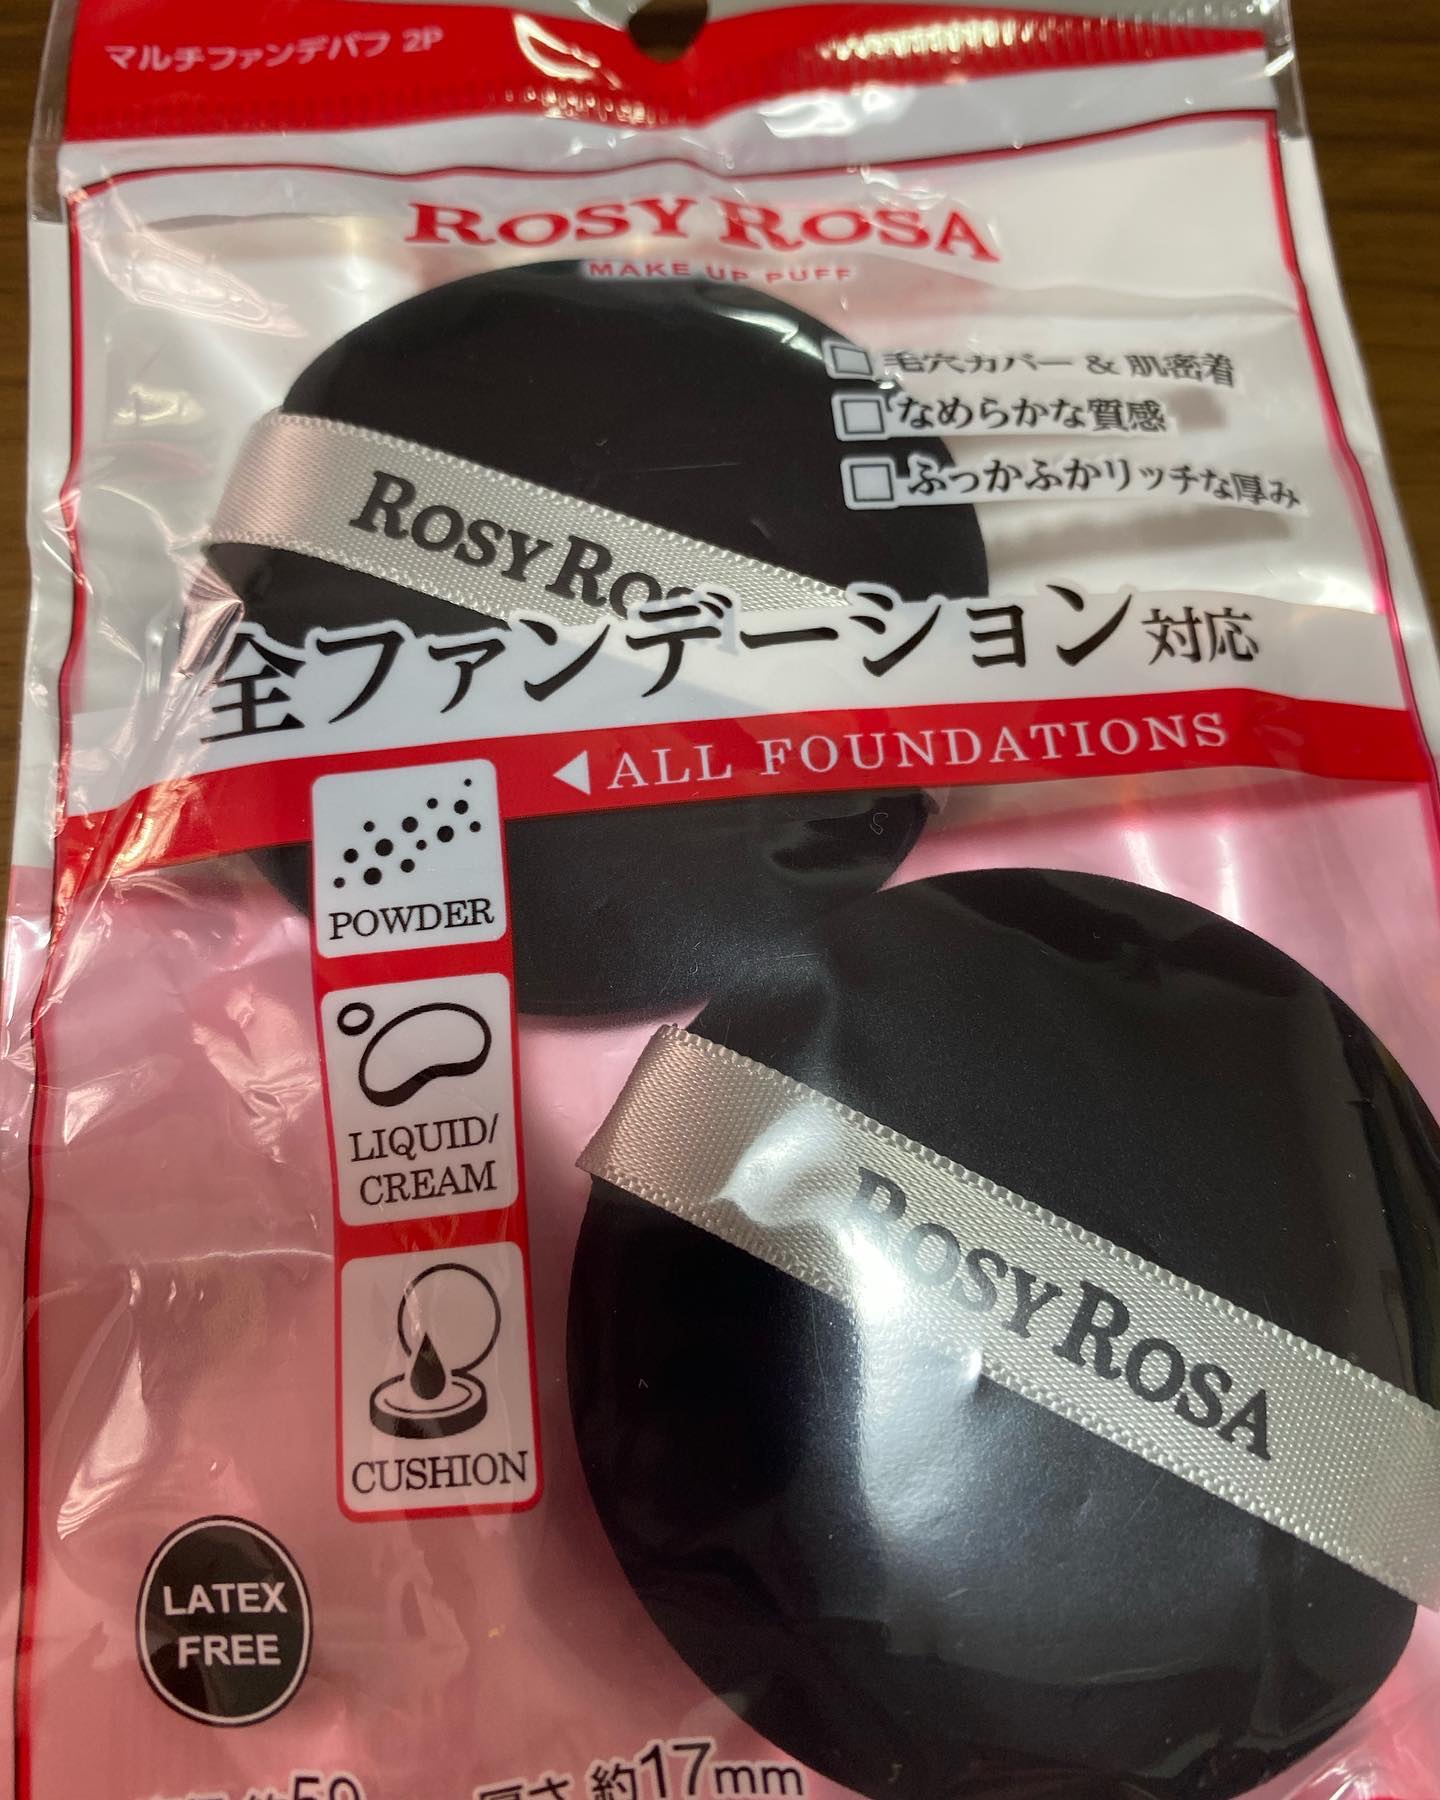 マルチファンデパフ 2P
ROSY ROSA
MAKE UP PUFF
毛穴カバー & 肌密着
なめらかな質感
ふっかふかリッチな厚み
ROSY ROS
全ファンデーション対応
ALL FOUNDATIONS
POWDER
LIQUID/
CREAM
CUSHION
ROSY ROSA
LATEX
FREE
厚さ 約17mm